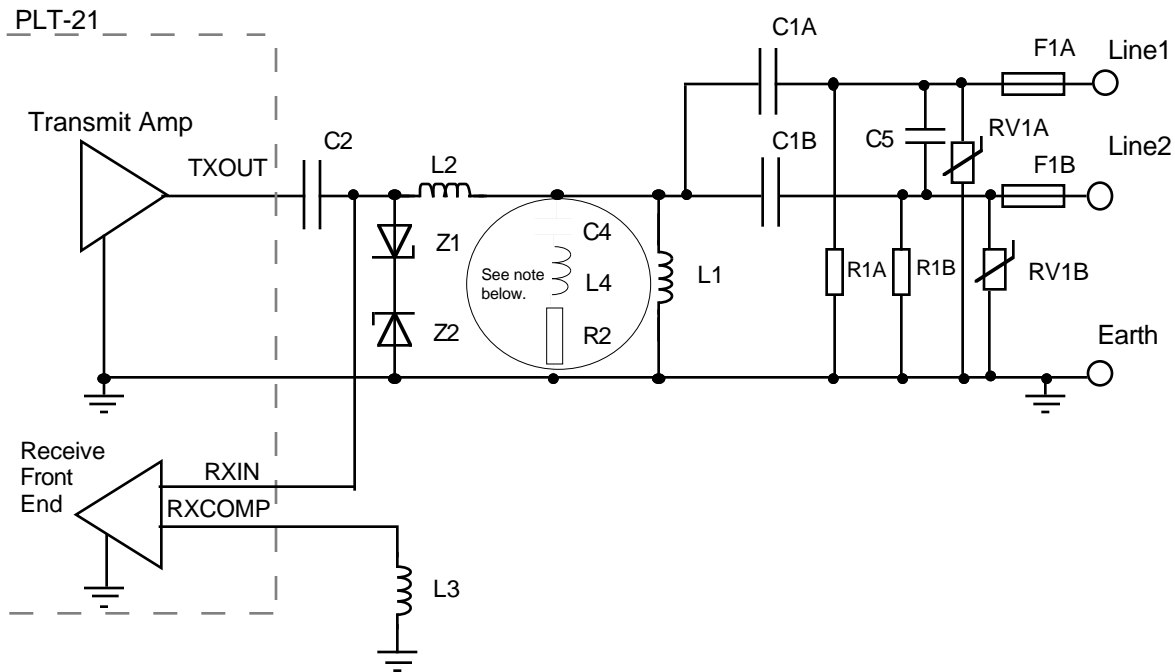 PLT-21
C1A
F1A
Line1
Transmit Amp
TXOUT
C2
L2
C1B
C5
RV1A
Line2
F1B
Z1
C4
See note
below.
L4
L1
R1A
R1B
RV1B
Z2
R2
Earth
Receive
Front
End
RXIN
RXCOMP
L3